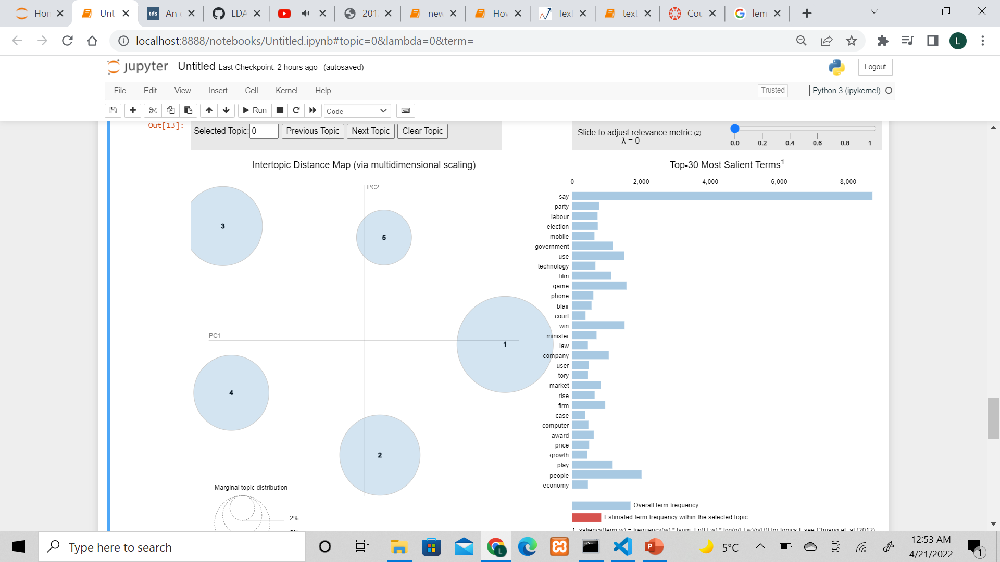 Hor
Unt
An
LDA
201
new
Hov
Text
text
Cou
lem
localhost:8888/notebooks/Untitled.ipynb#topic=0&lambda=0&term=
L
jupyter Untitled Last Checkpoint: 2 hours ago (autosaved)
Logout
File Edit View Insert Cell Kernel Help
Trusted
Python 3 (ipykernel)
Run
Code
Out[13]:
Selected Topic: 0 Previous Topic Next Topic Clear Topic
Slide to adjust relevance metric:(2)
λ = 0
0.0 0.2 0.4 0.6 0.8 1
Intertopic Distance Map (via multidimensional scaling)
PC2
PC1
3
5
1
4
2
Marginal topic distribution
2%
Top-30 Most Salient Terms1
0 2,000 4,000 6,000 8,000
say
party
labour
election
mobile
government
use
technology
film
game
phone
blair
court
win
minister
law
company
user
tory
market
rise
firm
case
computer
award
price
growth
play
people
economy
Overall term frequency
Estimated term frequency within the selected topic
1. saliency(term w) = frequency(w) * [sum_t p(t | w) * log(p(t | w)/p(t))] for topics t; see Chuang et. al (2012)
Type here to search
5°C
12:53 AM
4/21/2022
1